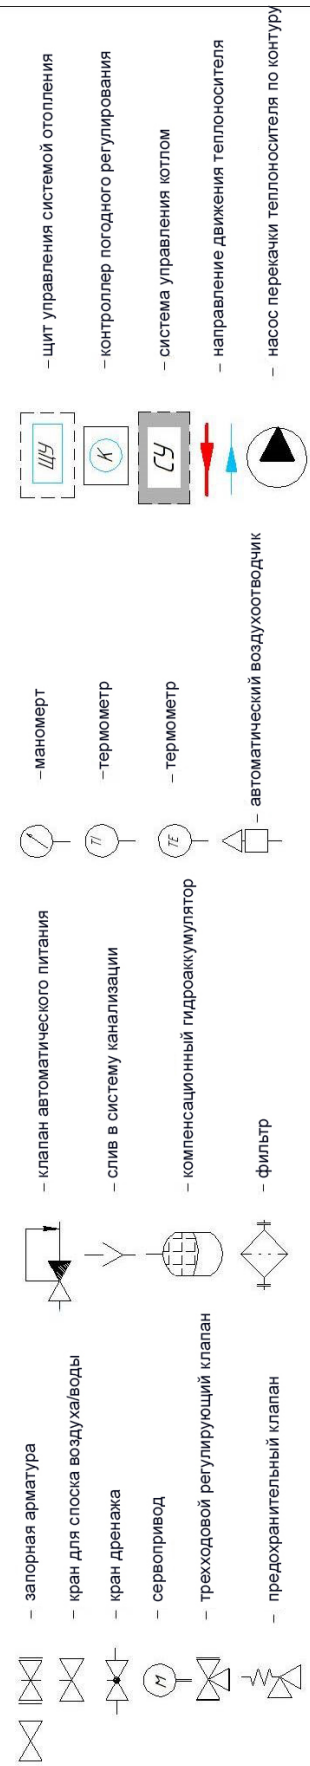 – запорная арматура
– кран для споска воздуха/воды
– кран дренажа
М
– сервопривод
– трехходовой регулирующий клапан
– предохранительный клапан
– клапан автоматического питания
– слив в систему канализации
– компенсационный гидроаккумулятор
– фильтр
–маномерт
TI
–термометр
TE
– термометр
– автоматический воздухоотводчик
ЩУ
–щит управления системой отопления
К
–контроллер погодного регулирования
СУ
–система управления котлом
– направление движения теплоносителя
– насос перекачки теплоносителя по контуру